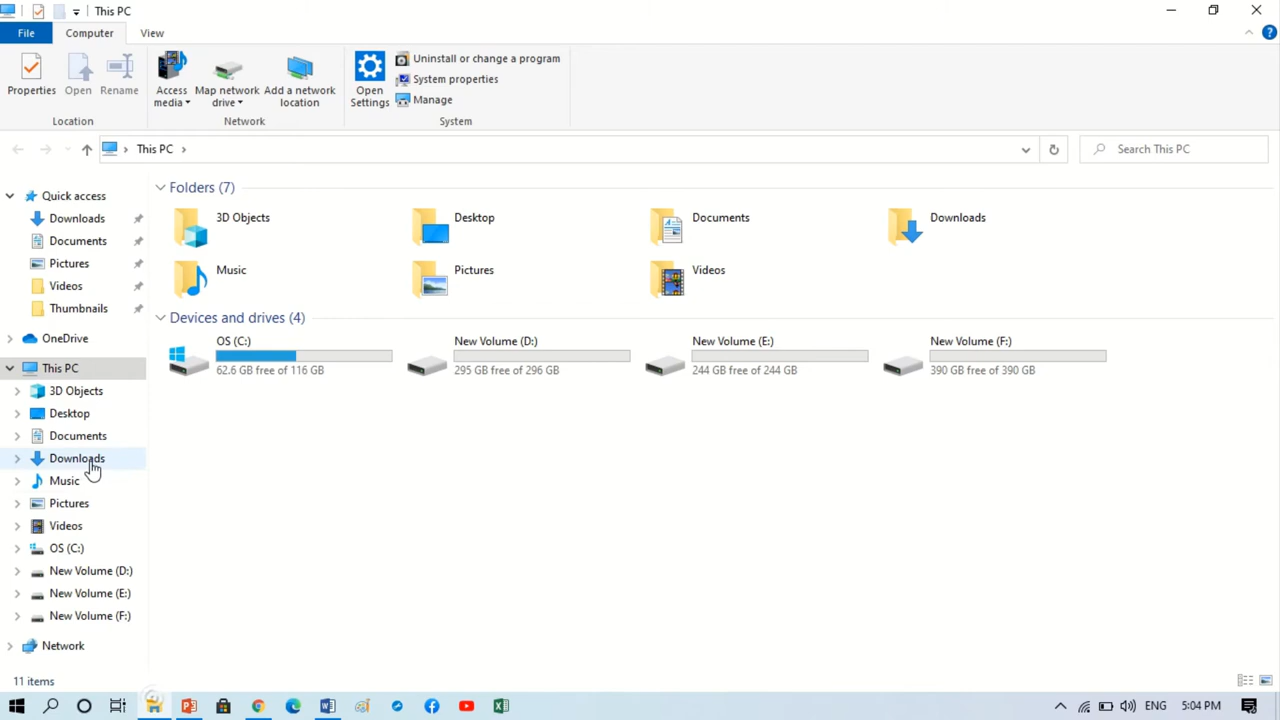 This PC
File Computer View
Properties Open Rename Access media Map network drive Add a network location Open Settings Uninstall or change a program
System properties
Manage
Location Network System
This PC Search This PC
Quick access
Downloads
Documents
Pictures
Videos
Thumbnails
OneDrive
This PC
3D Objects
Desktop
Documents
Downloads
Music
Pictures
Videos
OS (C:)
New Volume (D:)
New Volume (E:)
New Volume (F:)
Network
Folders (7)
3D Objects Desktop Documents Downloads
Music Pictures Videos
Devices and drives (4)
OS (C:) New Volume (D:) New Volume (E:) New Volume (F:)
62.6 GB free of 116 GB 295 GB free of 296 GB 244 GB free of 244 GB 390 GB free of 390 GB
11 items
ENG 5:04 PM